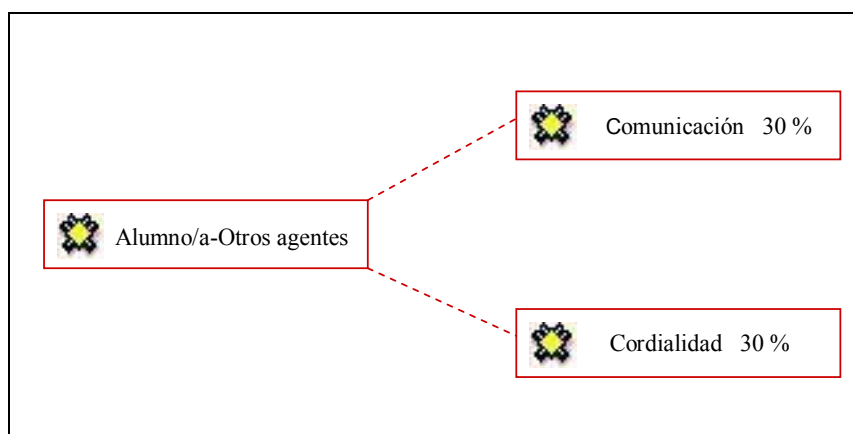 Comunicación 30 %
Alumno/a-Otros agentes
Cordialidad 30 %